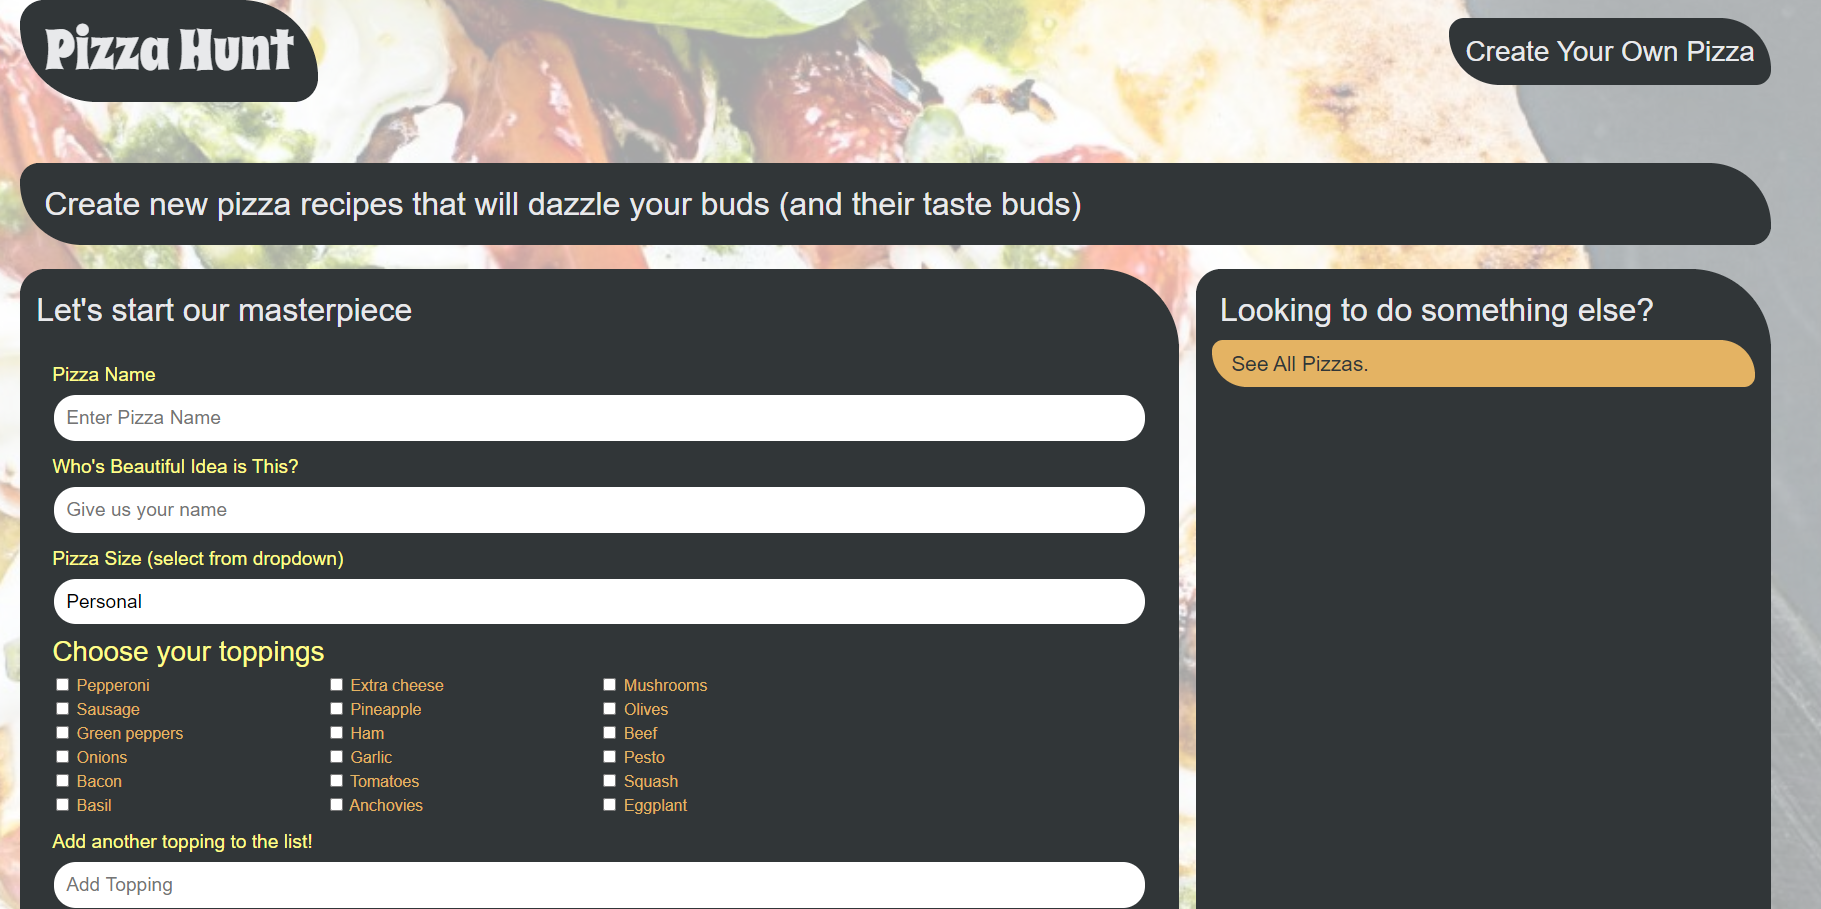 Pizza Hunt
Create Your Own Pizza
Create new pizza recipes that will dazzle your buds (and their taste buds)
Let's start our masterpiece
Pizza Name
Enter Pizza Name
Who's Beautiful Idea is This?
Give us your name
Pizza Size (select from dropdown)
Personal
Choose your toppings
Pepperoni Extra cheese Mushrooms
Sausage Pineapple Olives
Green peppers Ham Beef
Onions Garlic Pesto
Bacon Tomatoes Squash
Basil Anchovies Eggplant
Add another topping to the list!
Add Topping
Looking to do something else?
See All Pizzas.